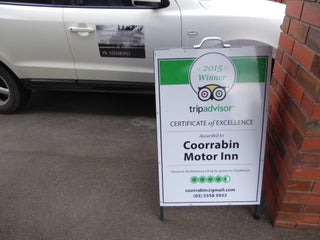 2015
Winner
tripadvisor
CERTIFICATE of EXCELLENCE
Awarded to
Coorrabin
Motor Inn
coorrabin@gmail.com
(03) 5358 3933